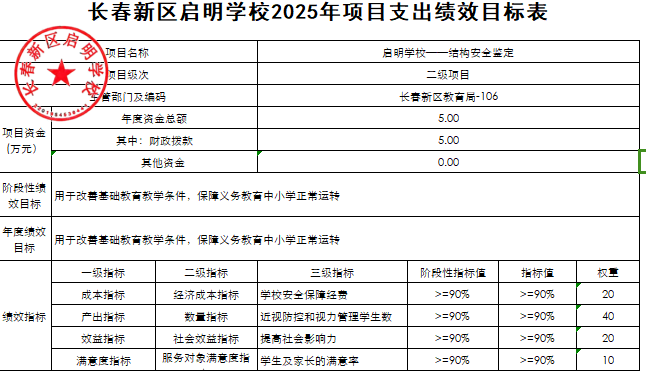 长春新区启明学校2025年项目支出绩效目标表
长春新区启明学校
项目名称 启明学校——结构安全鉴定
项目级次 二级项目
主管部门及编码 长春新区教育局-106
项目资金
(万元)
年度资金总额 5.00
其中：财政拨款 5.00
其他资金 0.00
阶段性绩
效目标
用于改善基础教育教学条件，保障义务教育中小学正常运转
年度绩效
目标
用于改善基础教育教学条件，保障义务教育中小学正常运转
绩效指标
一级指标 二级指标 三级指标 阶段性指标值 指标值 权重
成本指标 经济成本指标 学校安全保障经费 >=90% >=90% 20
产出指标 数量指标 近视防控和视力管理学生数 >=90% >=90% 40
效益指标 社会效益指标 提高社会影响力 >=90% >=90% 20
满意度指标 服务对象满意度指 学生及家长的满意率 >=90% >=90% 10